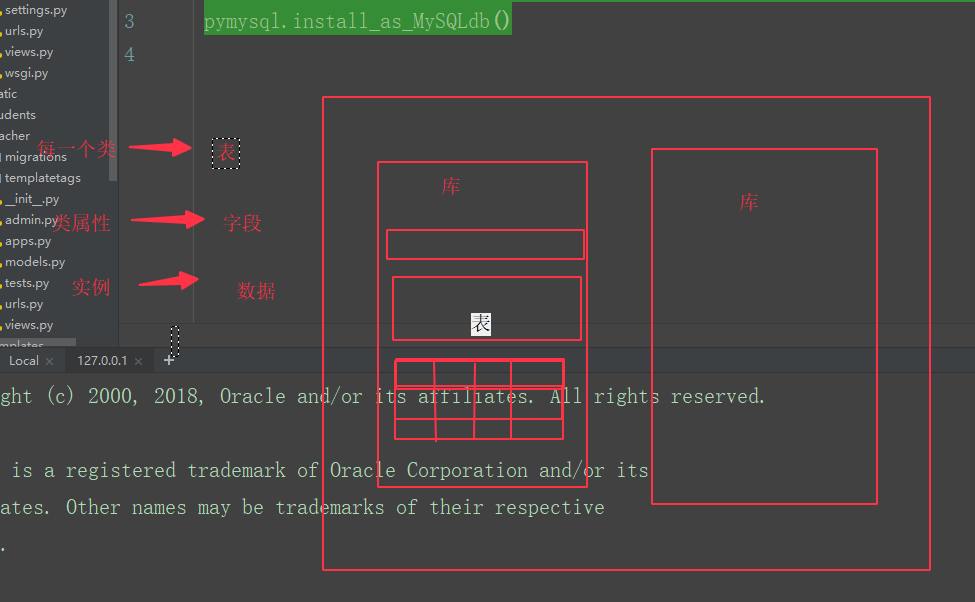 settings.py
urls.py
views.py
wsgi.py
atic
udents
acher
migrations
templatetags
__init__.py
admin.py
apps.py
models.py
tests.py
urls.py
views.py
mplates
3 pymysql.install_as_MySQLdb()
4
每一个类 表
类属性 字段
实例 数据
库
表
库
Local × 127.0.0.1 × +
ght (c) 2000, 2018, Oracle and/or its affiliates. All rights reserved.
is a registered trademark of Oracle Corporation and/or its
ates. Other names may be trademarks of their respective
.